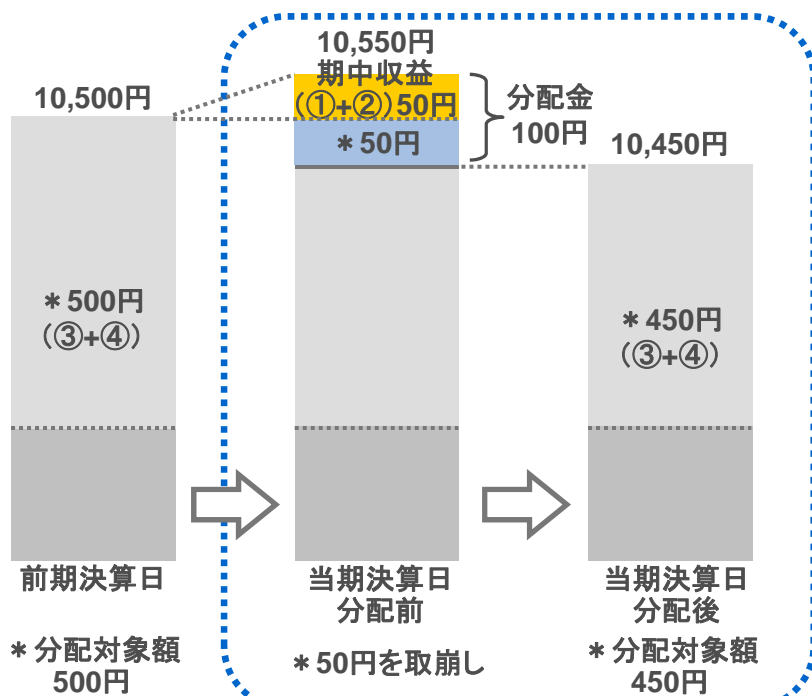 10,500円
＊500円
（③+④）
前期決算日
＊分配対象額
500円
10,550円
期中収益
（①+②）50円
＊50円
分配金
100円
当期決算日
分配前
＊50円を取崩し
10,450円
＊450円
（③+④）
当期決算日
分配後
＊分配対象額
450円